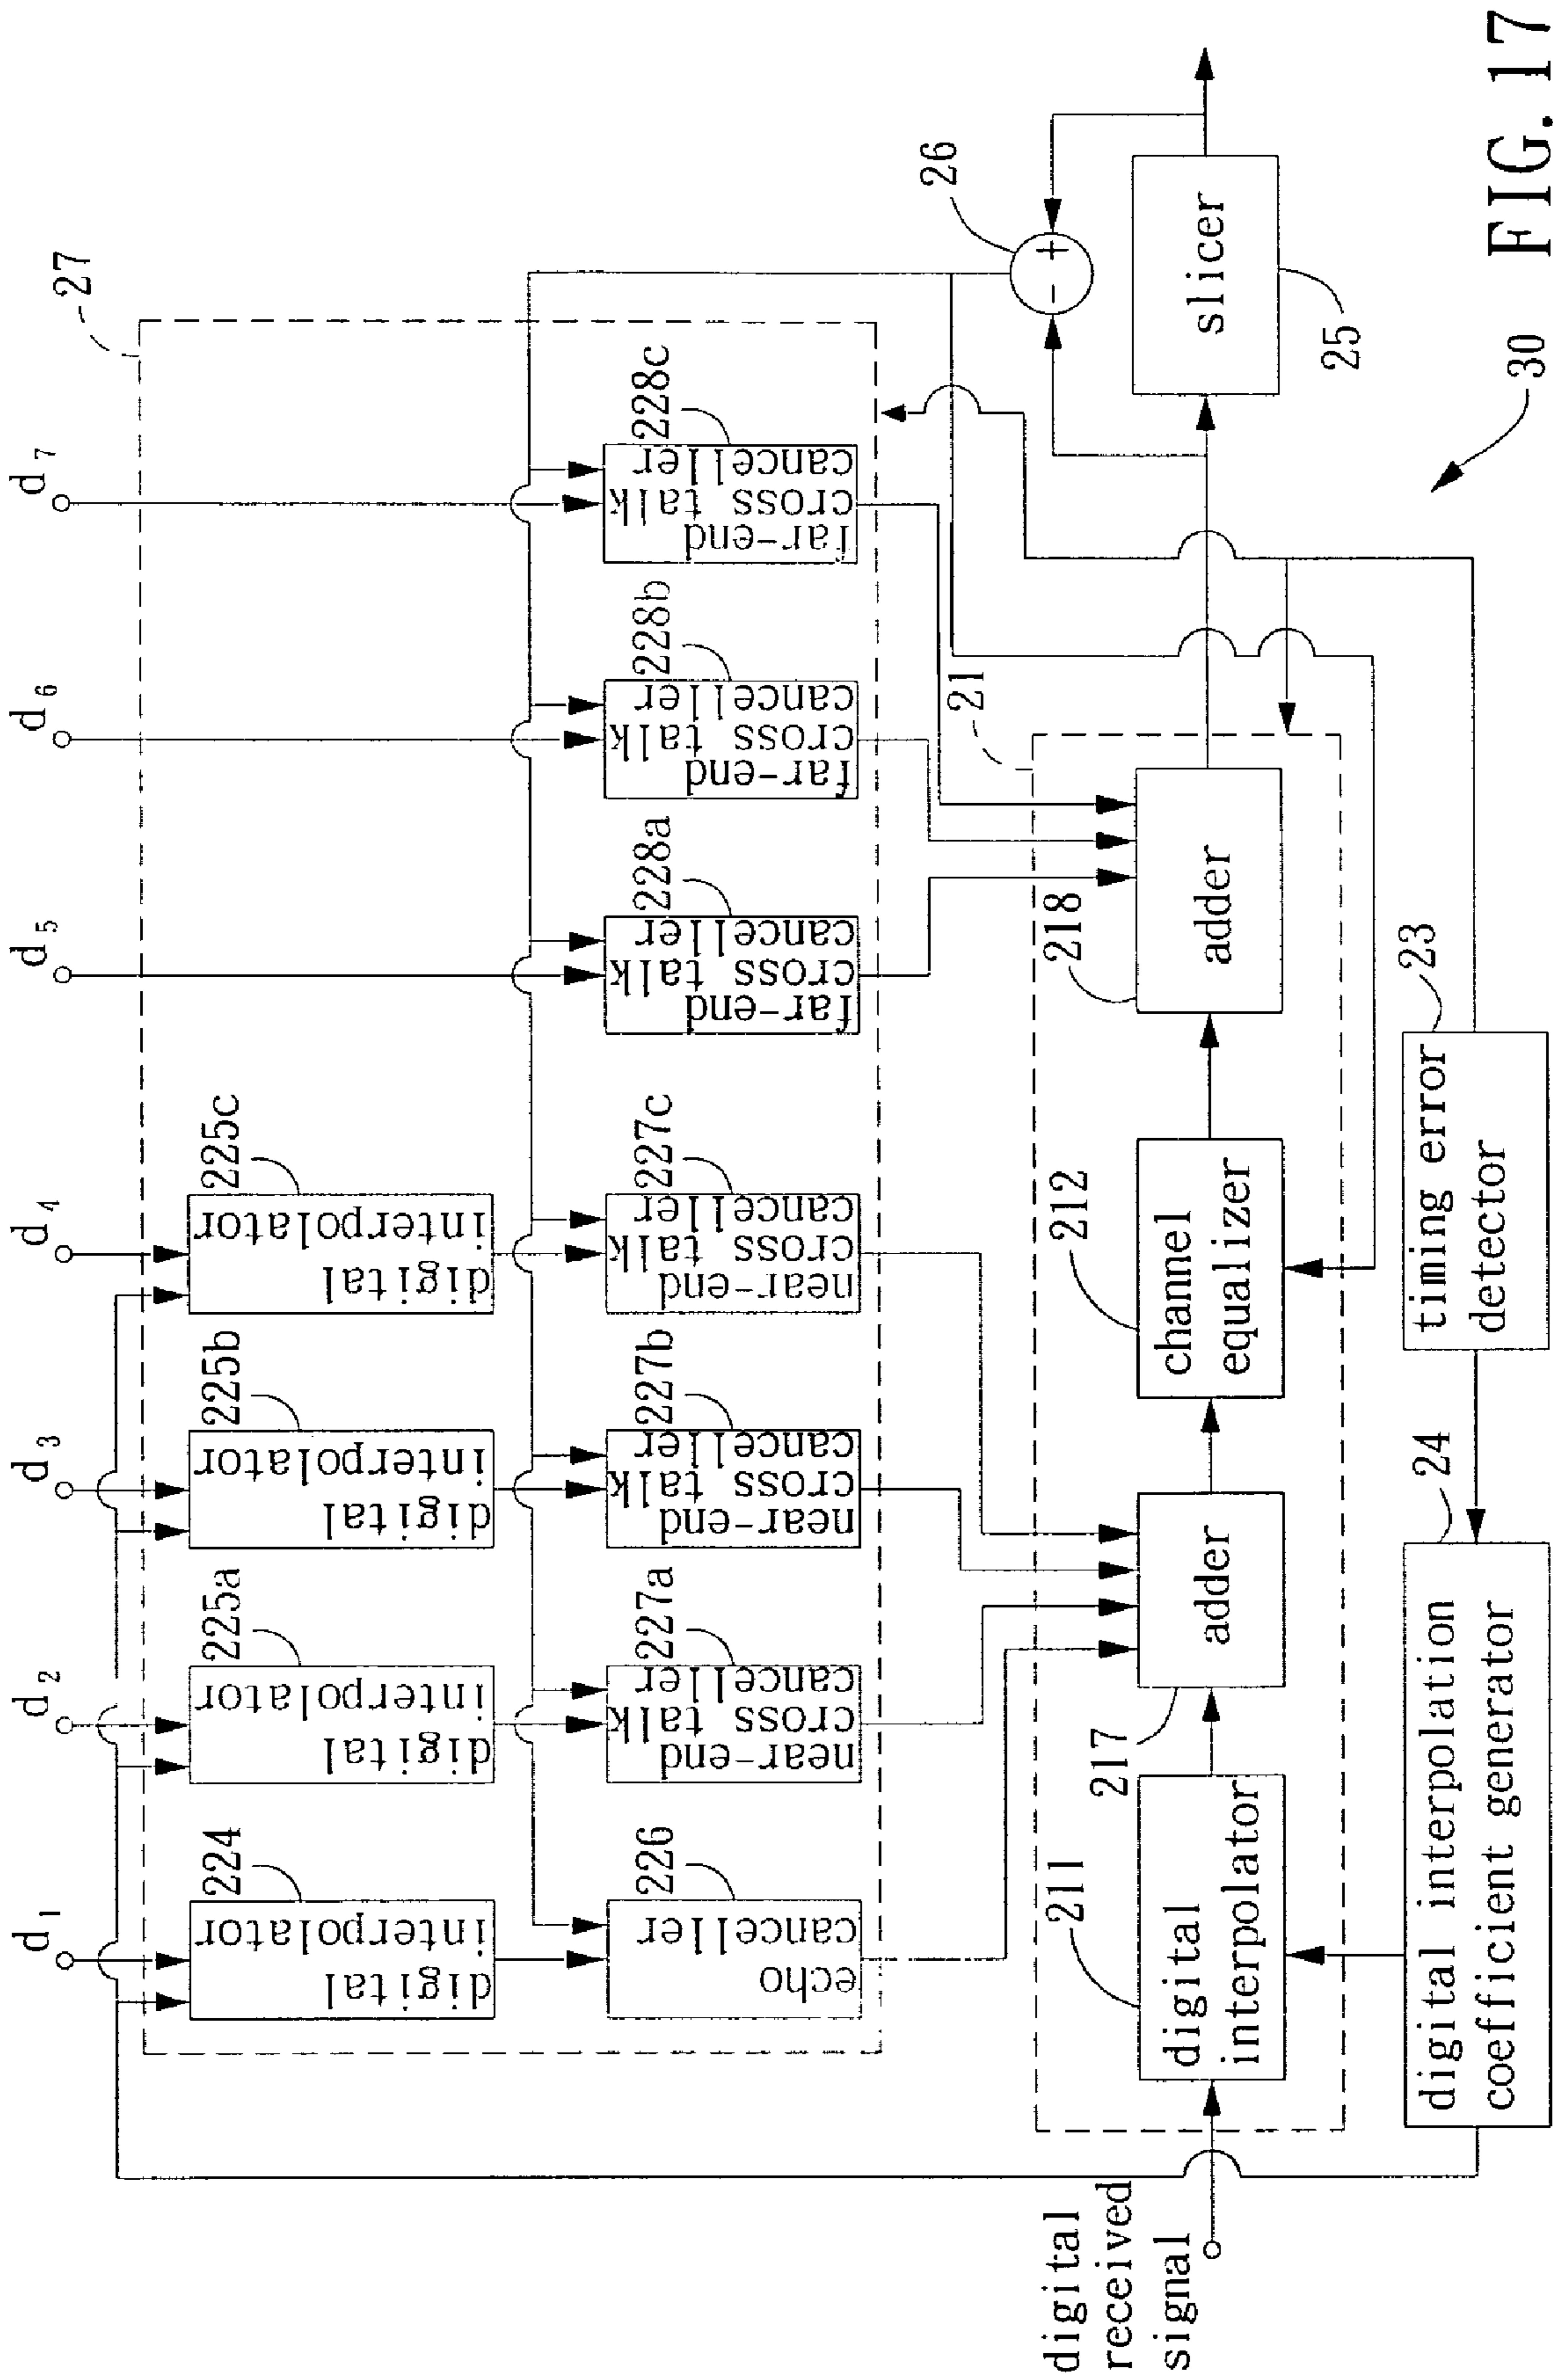 d1
d2
d3
d4
d5
d6
d7
27
224
225a
225b
225c
digital
interpolator
digital
interpolator
digital
interpolator
digital
interpolator
226
227a
227b
227c
228a
228b
228c
echo
canceller
near-end
cross talk
canceller
near-end
cross talk
canceller
near-end
cross talk
canceller
far-end
cross talk
canceller
far-end
cross talk
canceller
far-end
cross talk
canceller
26
- +
21
digital
received
signal
211
digital
interpolator
217
adder
212
channel
equalizer
218
adder
slicer
25
24
digital interpolation
coefficient generator
23
timing error
detector
30
FIG. 17